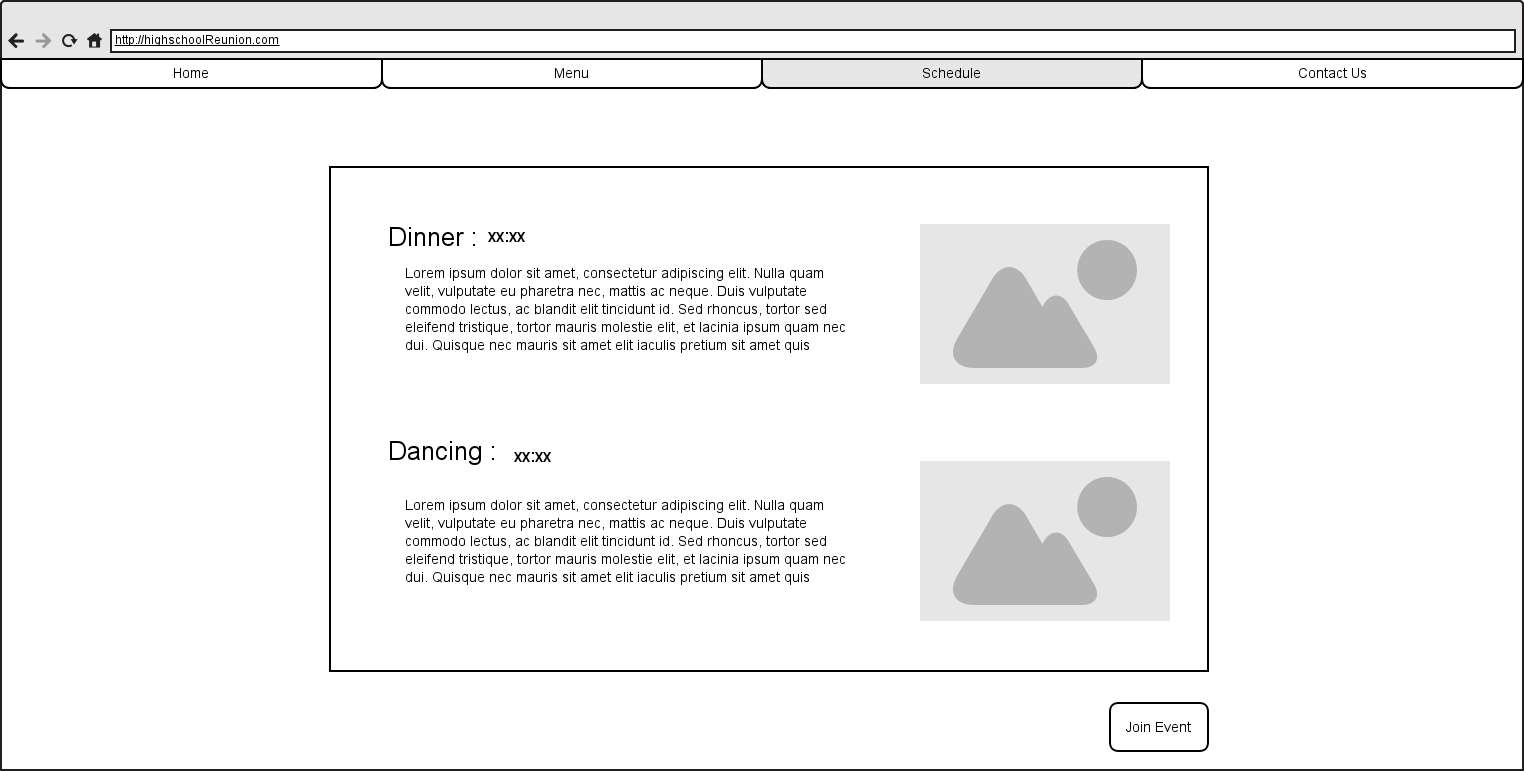 http://highschoolReunion.com
Home
Menu
Schedule
Contact Us
Dinner :
xx:xx
Lorem ipsum dolor sit amet, consectetur adipiscing elit. Nulla quam
velit, vulputate eu pharetra nec, mattis ac neque. Duis vulputate
commodo lectus, ac blandit elit tincidunt id. Sed rhoncus, tortor sed
eleifend tristique, tortor mauris molestie elit, et lacinia ipsum quam nec
dui. Quisque nec mauris sit amet elit iaculis pretium sit amet quis
Dancing :
xx:xx
Lorem ipsum dolor sit amet, consectetur adipiscing elit. Nulla quam
velit, vulputate eu pharetra nec, mattis ac neque. Duis vulputate
commodo lectus, ac blandit elit tincidunt id. Sed rhoncus, tortor sed
eleifend tristique, tortor mauris molestie elit, et lacinia ipsum quam nec
dui. Quisque nec mauris sit amet elit iaculis pretium sit amet quis
Join Event